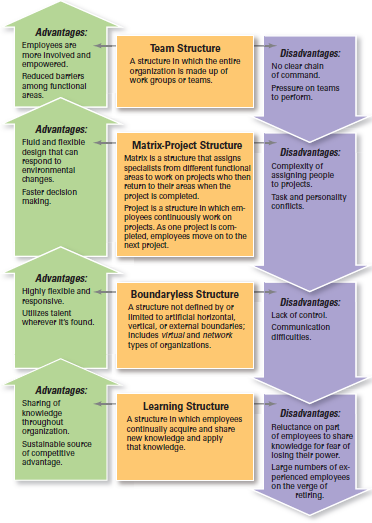 Advantages:
Employees are
more involved and
empowered.
Reduced barriers
among functional
areas.
Team Structure
A structure in which the entire
organization is made up of
work groups or teams.
Disadvantages:
No clear chain
of command.
Pressure on teams
to perform.
Advantages:
Fluid and flexible
design that can
respond to
environmental
changes.
Faster decision
making.
Matrix-Project Structure
Matrix is a structure that assigns
specialists from different functional
areas to work on projects who then
return to their areas when the
project is completed.
Project is a structure in which em-
ployees continuously work on
projects. As one project is com-
pleted, employees move on to the
next project.
Disadvantages:
Complexity of
assigning people
to projects.
Task and personality
conflicts.
Advantages:
Highly flexible and
responsive.
Utilizes talent
wherever it's found.
Boundaryless Structure
A structure not defined by or
limited to artificial horizontal,
vertical, or external boundaries;
includes virtual and network
types of organizations.
Disadvantages:
Lack of control.
Communication
difficulties.
Advantages:
Sharing of
knowledge
throughout
organization.
Sustainable source
of competitive
advantage.
Learning Structure
A structure in which employees
continually acquire and share
new knowledge and apply
that knowledge.
Disadvantages:
Reluctance on part
of employees to share
knowledge for fear of
losing their power.
Large numbers of ex-
perienced employees
on the verge of
retiring.